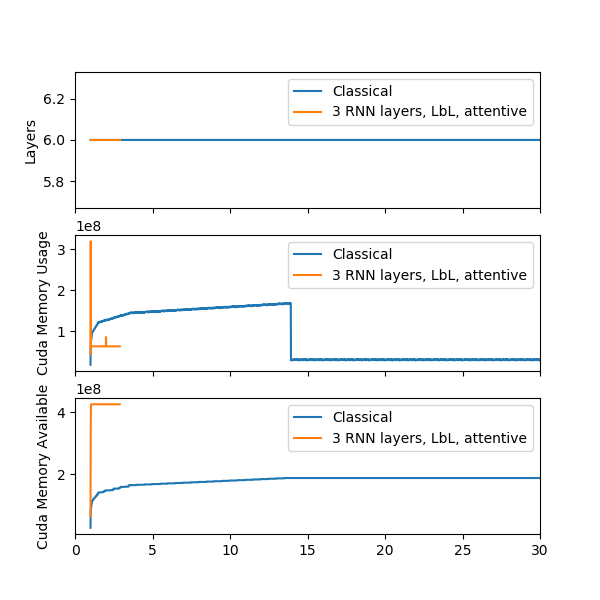 6.2
6.0
5.8
Layers
Classical
3 RNN layers, LbL, attentive
1e8
3
2
1
Cuda Memory Usage
Classical
3 RNN layers, LbL, attentive
1e8
4
2
Cuda Memory Available
Classical
3 RNN layers, LbL, attentive
0 5 10 15 20 25 30